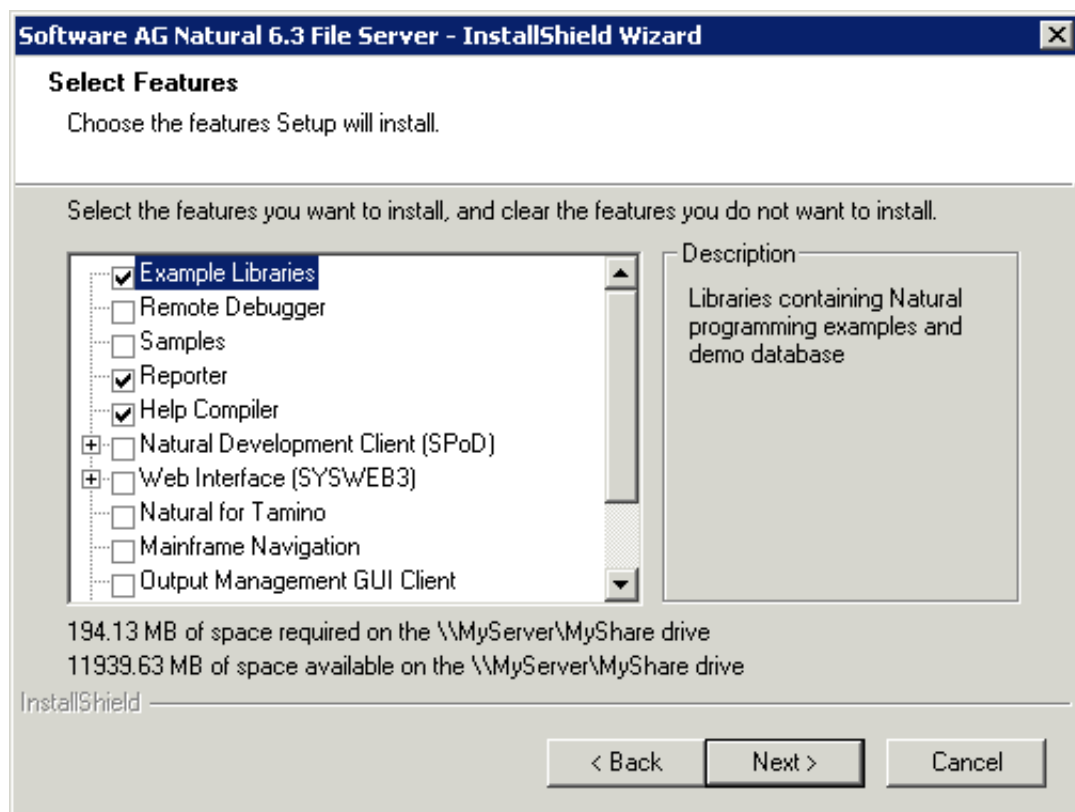 Software AG Natural 6.3 File Server - InstallShield Wizard
Select Features
Choose the features Setup will install.
Select the features you want to install, and clear the features you do not want to install.
Example Libraries
Remote Debugger
Samples
Reporter
Help Compiler
Natural Development Client (SPoD)
Web Interface (SYSWEB3)
Natural for Tamino
Mainframe Navigation
Output Management GUI Client
Description
Libraries containing Natural
programming examples and
demo database
194.13 MB of space required on the \\MyServer\MyShare drive
11939.63 MB of space available on the \\MyServer\MyShare drive
InstallShield
< Back
Next >
Cancel